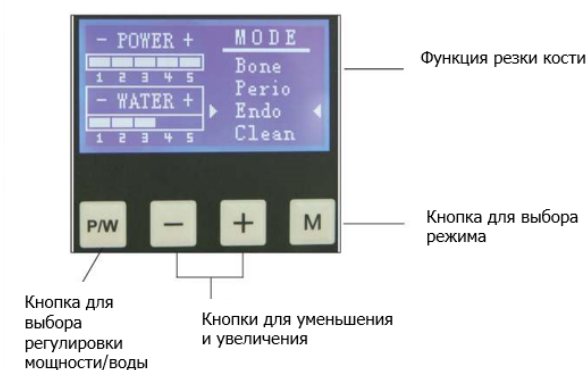 - POWER +
1 2 3 4 5
- WATER +
1 2 3 4 5
MODE
Bone
Perio
Endo
Clean
Функция резки кости
P/W
−
+
M
Кнопка для выбора
режима
Кнопка для
выбора
регулировки
мощности/воды
Кнопки для уменьшения
и увеличения